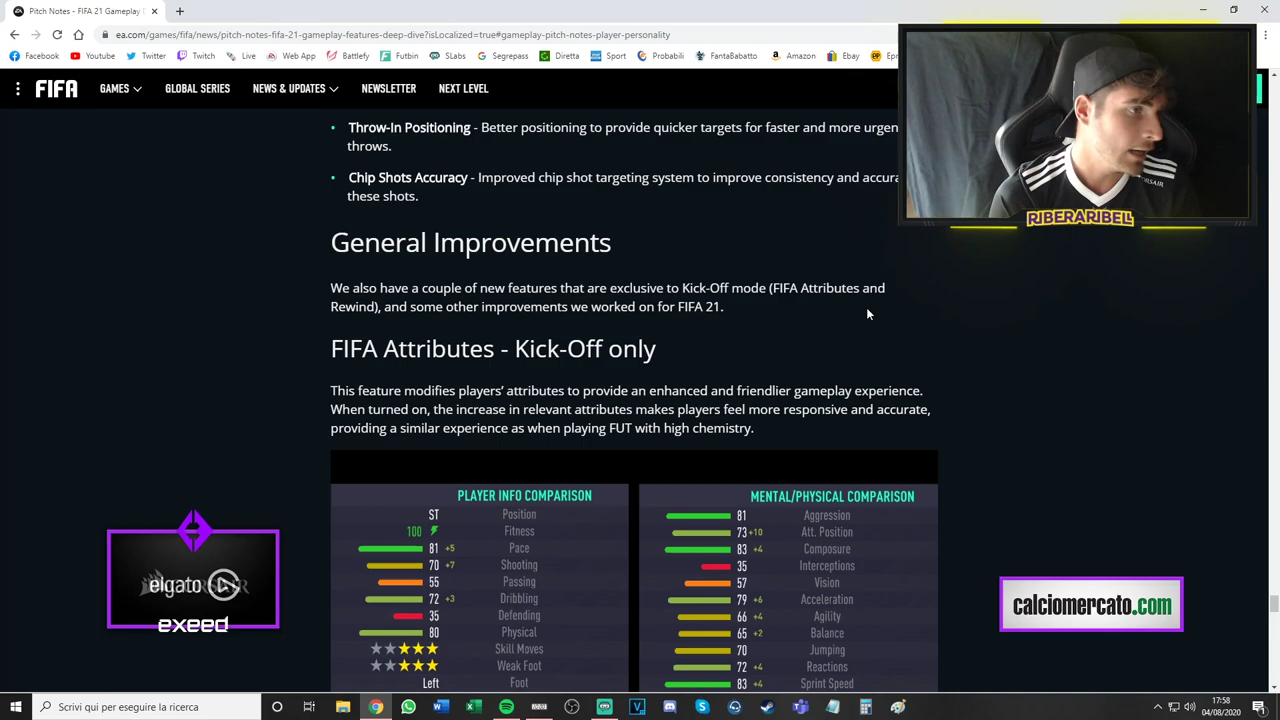 Pitch Notes - FIFA 21 Gameplay
ea.com/games/fifa/news/pitch-notes-fifa-21-gameplay-features-deep-dive?isLocalized=true#gameplay-pitch-notes-player-personality
Facebook Youtube Twitter Twitch Live Wages Battlefy Futbin SLabs Segrepass Diretta Sport Probabili FantaBabatto Amazon Ebay
FIFA GAMES GLOBAL SERIES NEWS & UPDATES NEWSLETTER NEXT LEVEL
• Throw-In Positioning - Better positioning to provide quicker targets for faster and more urgen
throws.
• Chip Shots Accuracy - Improved chip shot targeting system to improve consistency and accura
these shots.
CORSAIR
RIBERARIBELL
General Improvements
We also have a couple of new features that are exclusive to Kick-Off mode (FIFA Attributes and
Rewind), and some other improvements we worked on for FIFA 21.
FIFA Attributes - Kick-Off only
This feature modifies players’ attributes to provide an enhanced and friendlier gameplay experience.
When turned on, the increase in relevant attributes makes players feel more responsive and accurate,
providing a similar experience as when playing FUT with high chemistry.
PLAYER INFO COMPARISON
ST Position
100 Fitness
81 +5 Pace
70 +7 Shooting
55 Passing
72 +3 Dribbling
35 Defending
80 Physical
Skill Moves
Weak Foot
Left Foot
MENTAL/PHYSICAL COMPARISON
81 Aggression
73 +10 Att. Position
83 +4 Composure
35 Interceptions
57 Vision
79 +6 Acceleration
66 +4 Agility
65 +2 Balance
70 Jumping
72 +4 Reactions
83 +4 Sprint Speed
elgato
exeed
calciomercato.com
Scrivi qui per eseguire la ricerca
17:58
04/08/2020